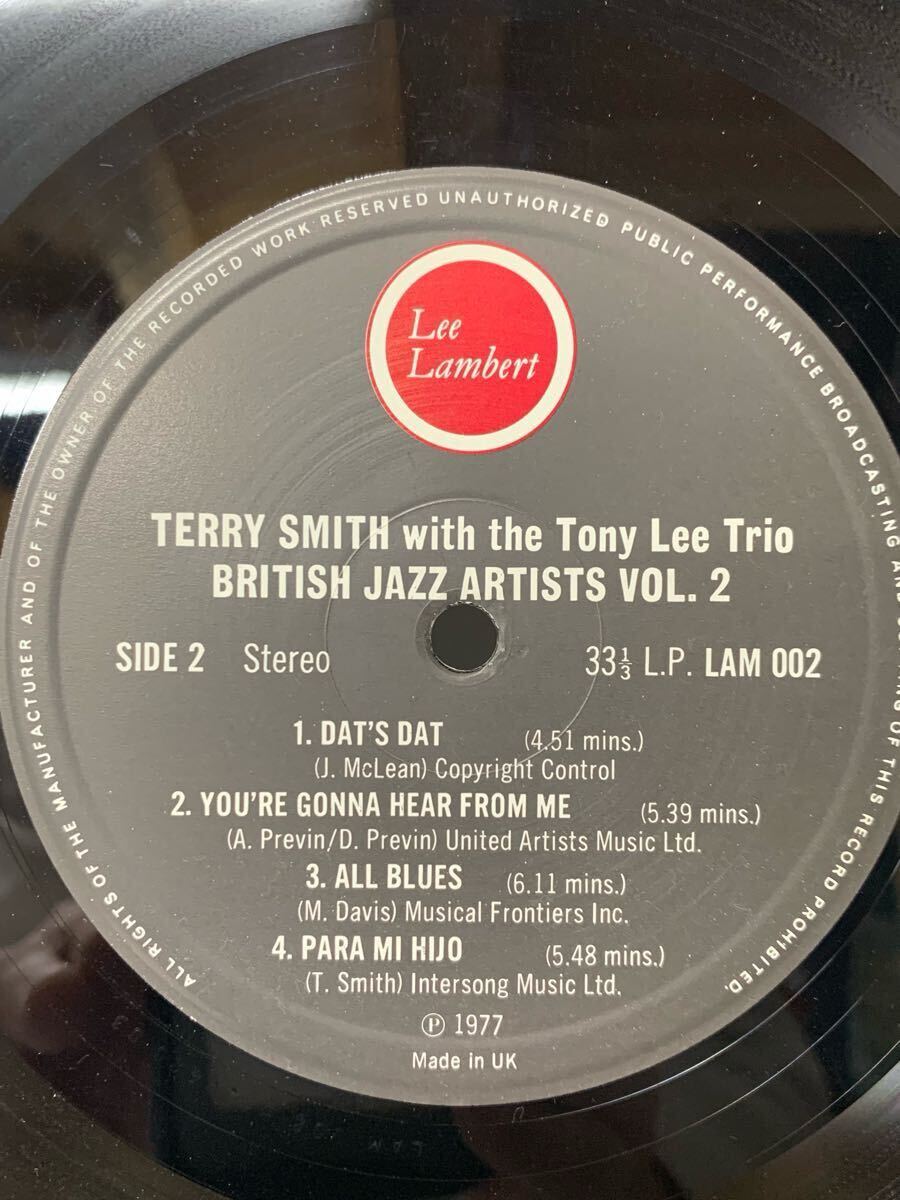 ALL RIGHTS OF THE MANUFACTURER AND OF THE OWNER OF THE RECORDED WORK RESERVED UNAUTHORIZED PUBLIC PERFORMANCE BROADCASTING AND OF THIS RECORD PROHIBITED.
Lee
Lambert
TERRY SMITH with the Tony Lee Trio
BRITISH JAZZ ARTISTS VOL. 2
SIDE 2 Stereo 33⅓ L.P. LAM 002
1. DAT'S DAT (4.51 mins.)
(J. McLean) Copyright Control
2. YOU'RE GONNA HEAR FROM ME (5.39 mins.)
(A. Previn/D. Previn) United Artists Music Ltd.
3. ALL BLUES (6.11 mins.)
(M. Davis) Musical Frontiers Inc.
4. PARA MI HIJO (5.48 mins.)
(T. Smith) Intersong Music Ltd.
℗ 1977
Made in UK